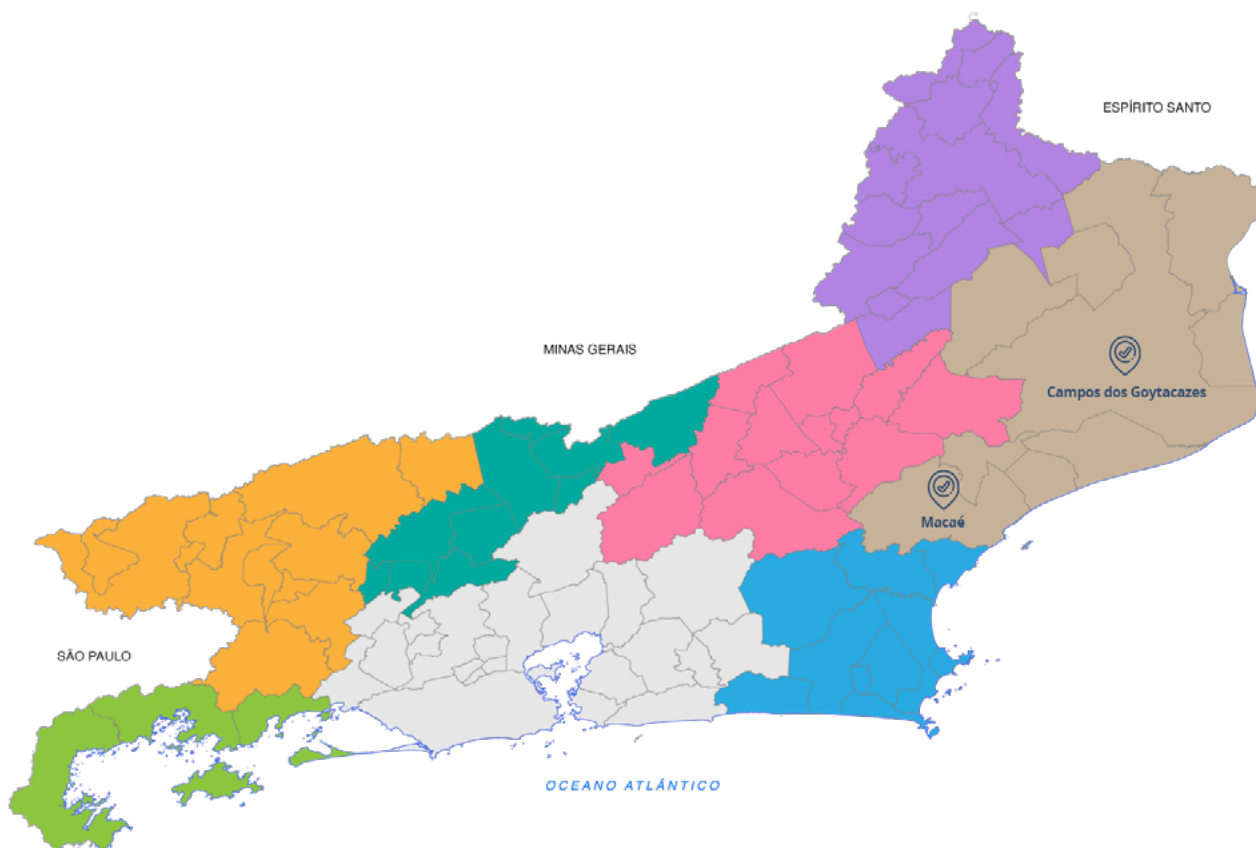 ESPÍRITO SANTO
MINAS GERAIS
Campos dos Goytacazes
Macaé
SÃO PAULO
OCEANO ATLÂNTICO